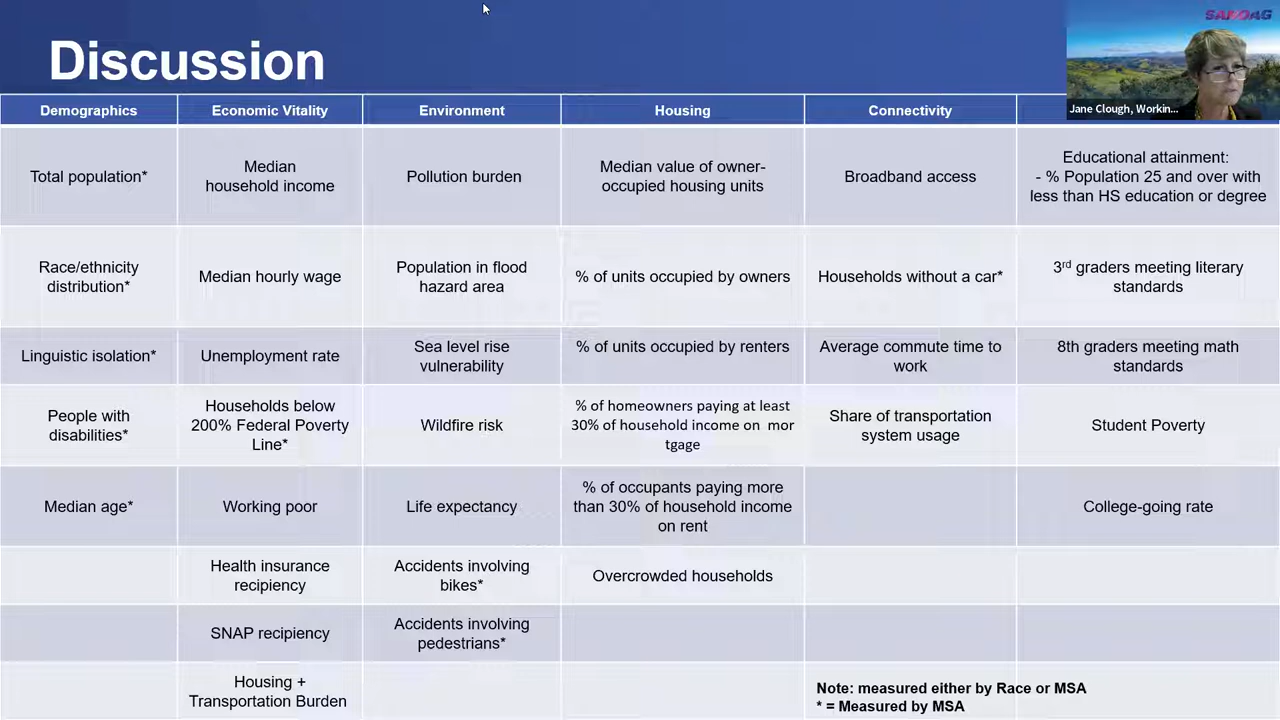 SANDAG
Discussion
Jane Clough, Workin...
Demographics
Economic Vitality
Environment
Housing
Connectivity
Total population*
Median
household income
Pollution burden
Median value of owner-
occupied housing units
Broadband access
Educational attainment:
- % Population 25 and over with
less than HS education or degree
Race/ethnicity
distribution*
Median hourly wage
Population in flood
hazard area
% of units occupied by owners
Households without a car*
3rd graders meeting literary
standards
Linguistic isolation*
Unemployment rate
Sea level rise
vulnerability
% of units occupied by renters
Average commute time to
work
8th graders meeting math
standards
People with
disabilities*
Households below
200% Federal Poverty
Line*
Wildfire risk
% of homeowners paying at least
30% of household income on mor
tgage
Share of transportation
system usage
Student Poverty
Median age*
Working poor
Life expectancy
% of occupants paying more
than 30% of household income
on rent
College-going rate
Health insurance
recipiency
Accidents involving
bikes*
Overcrowded households
SNAP recipiency
Accidents involving
pedestrians*
Housing +
Transportation Burden
Note: measured either by Race or MSA
* = Measured by MSA